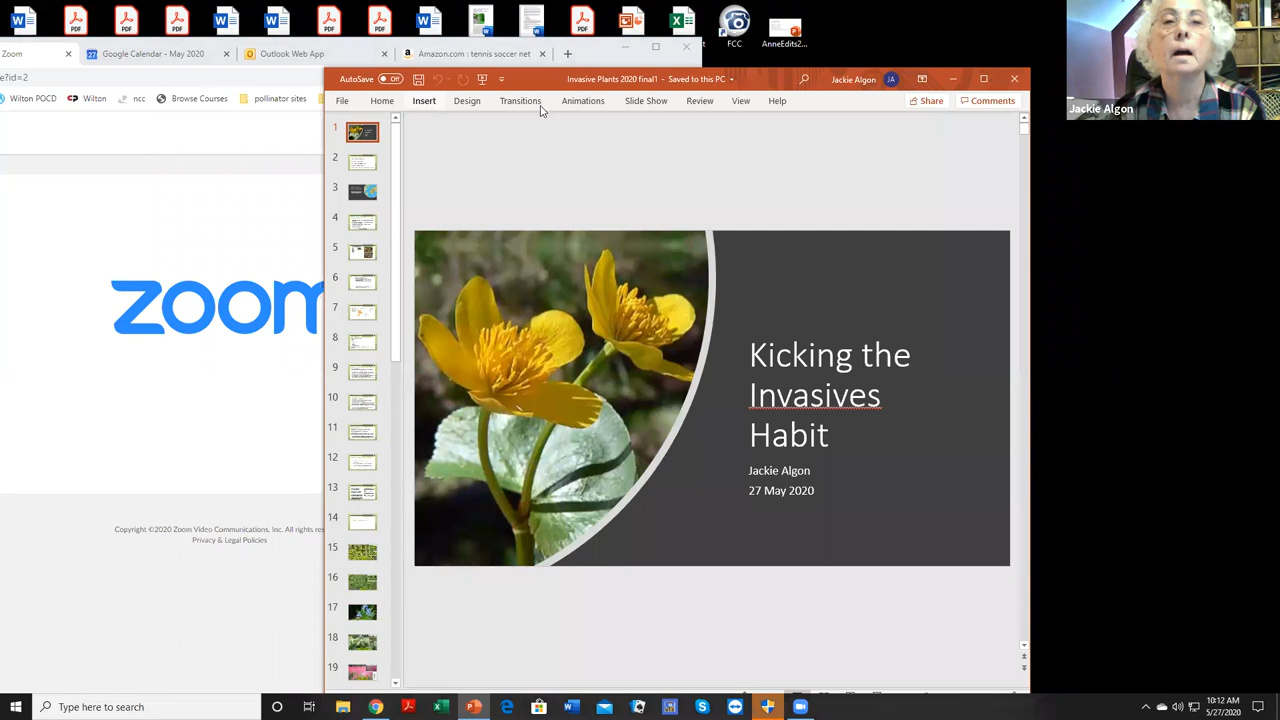 FCC
AnneEdits2...
Zoom
Google Calendar - May 2020
Outlook Web App
Amazon.com : tennis soccer net
e?id=2
Wilton POCD
Wilton
ncc
Browse Courses
pollinator sites
AutoSave
Off
Invasive Plants 2020 final1 - Saved to this PC
Jackie Algon
JA
File Home Insert Design Transitions Animations Slide Show Review View Help
Share
Comments
1
2
3
4
5
6
7
8
9
10
11
12
13
14
15
16
17
18
19
zoom
Copyright ©2020 Zoom Video Communications, Inc. All rights res
Privacy & Legal Policies
Kicking the
Invasives
Habit
Jackie Algon
27 May 2020
Jackie Algon
Type here to search
10:12 AM
5/27/2020